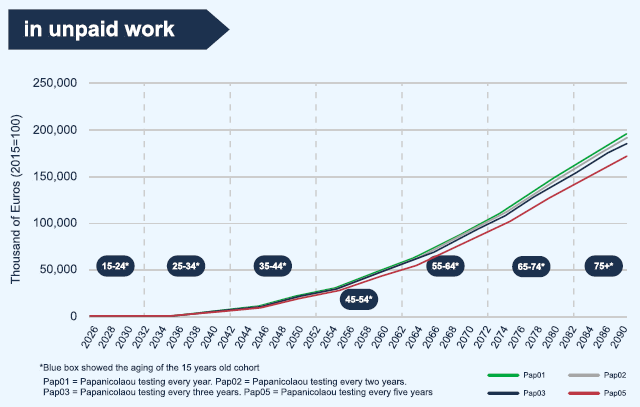 in unpaid work
Thousand of Euros (2015=100)
250,000
200,000
150,000
100,000
50,000
0
15-24*
25-34*
35-44*
45-54*
55-64*
65-74*
75+*
2026 2028 2030 2032 2034 2036 2038 2040 2042 2044 2046 2048 2050 2052 2054 2056 2058 2060 2062 2064 2066 2068 2070 2072 2074 2076 2078 2080 2082 2084 2086 2088 2090
*Blue box showed the aging of the 15 years old cohort
Pap01 = Papanicolaou testing every year. Pap02 = Papanicolaou testing every two years.
Pap03 = Papanicolaou testing every three years. Pap05 = Papanicolaou testing every five years
Pap01 Pap02
Pap03 Pap05